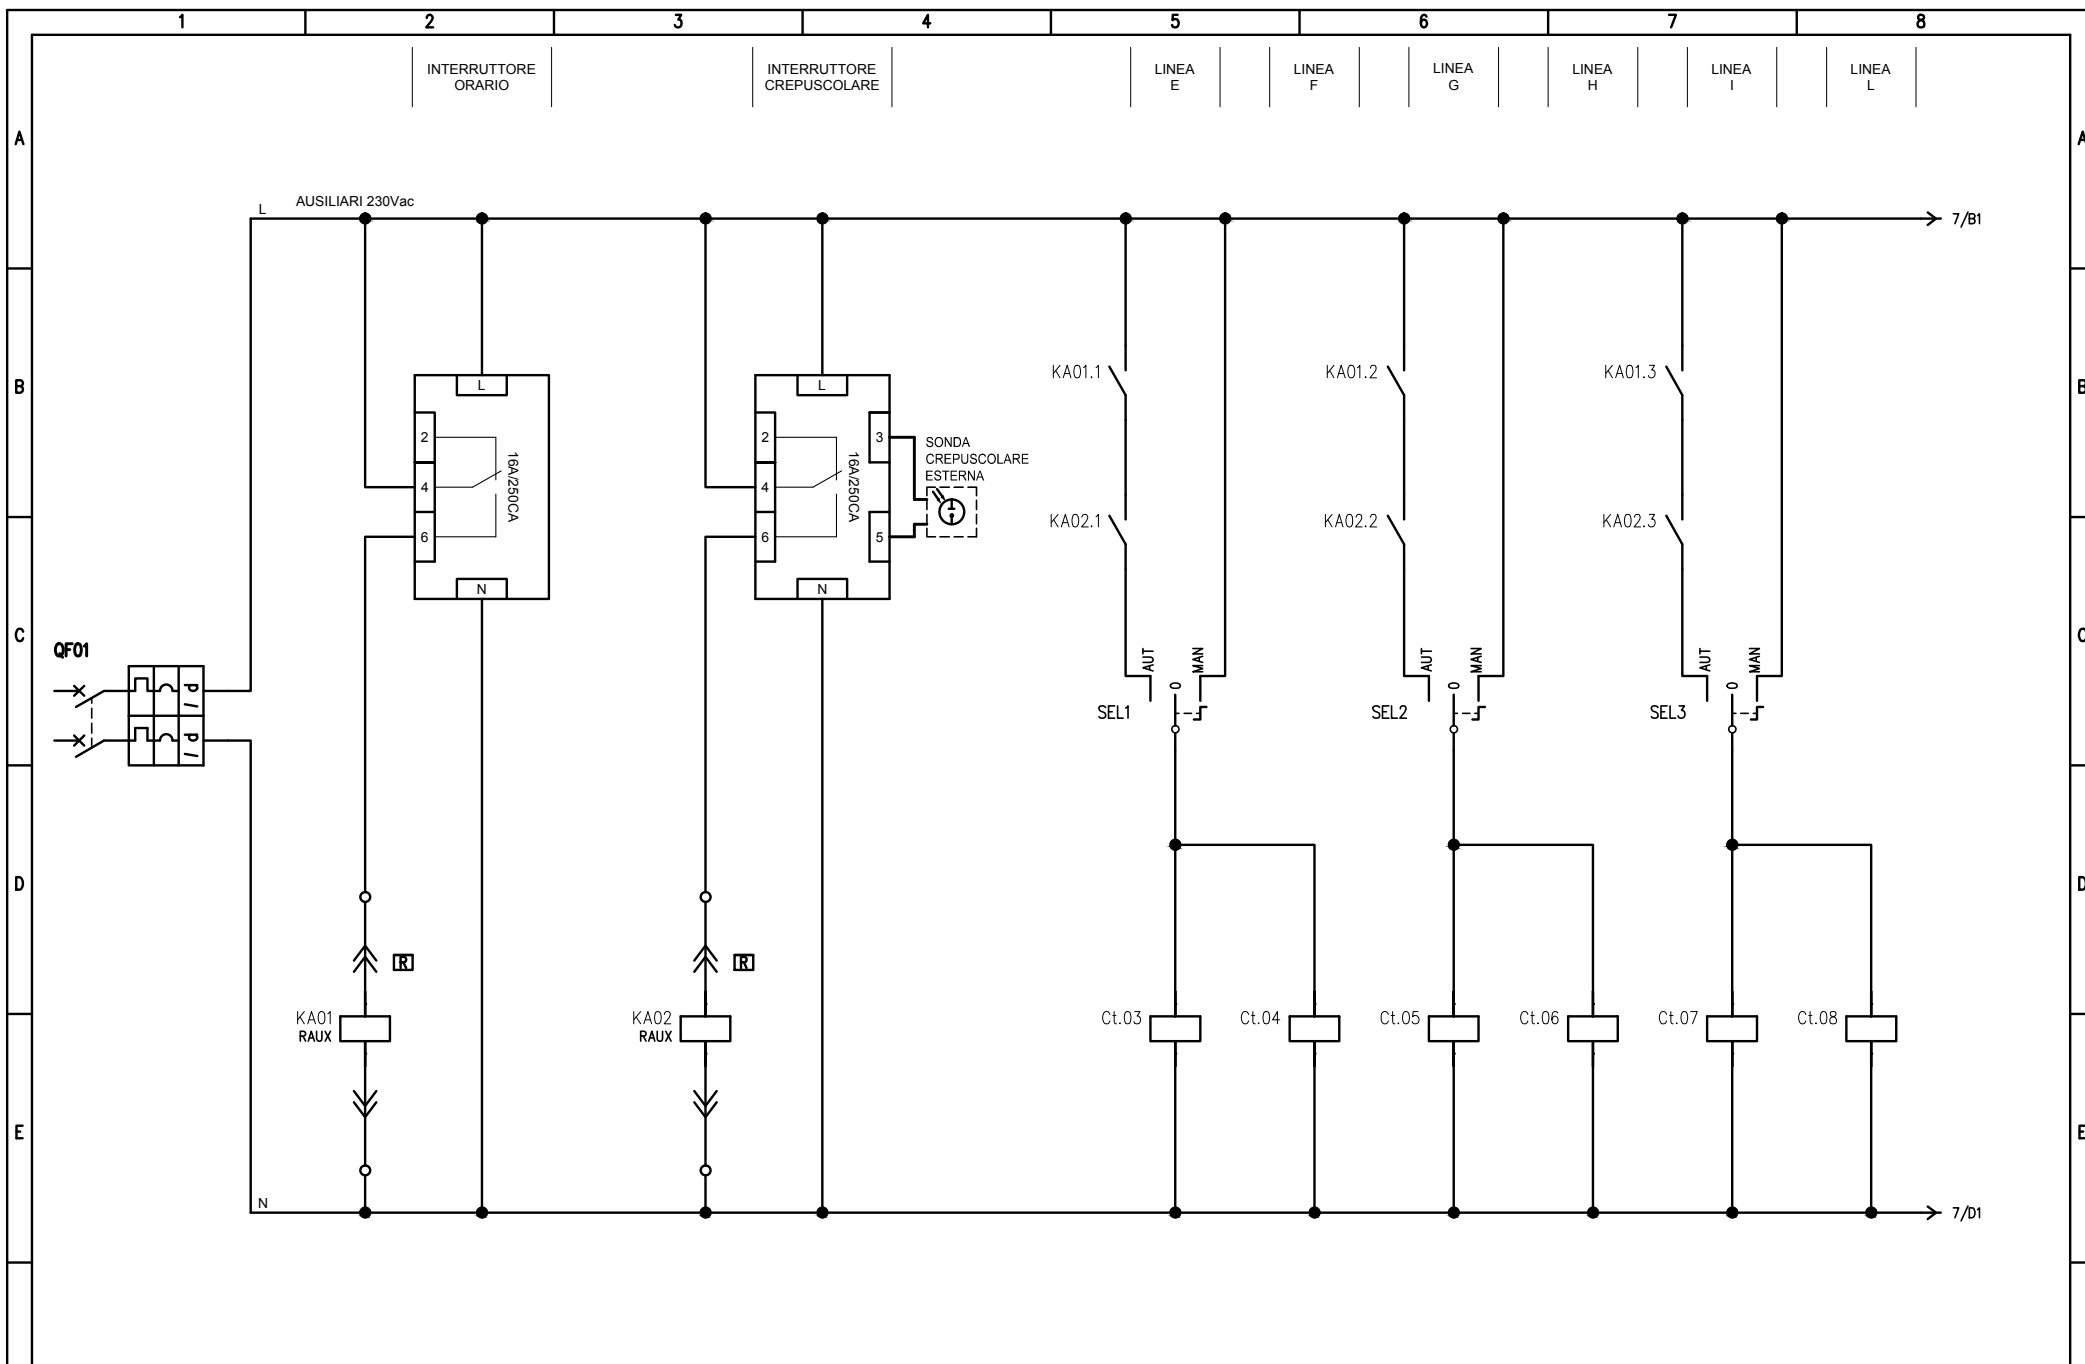 1 2 3 4 5 6 7 8
INTERRUTTORE
ORARIO
INTERRUTTORE
CREPUSCOLARE
LINEA
E
LINEA
F
LINEA
G
LINEA
H
LINEA
I
LINEA
L
A A
L AUSILIARI 230Vac
7/B1
B B
L
2
4
6
16A/250CA
N
L
2
4
6
16A/250CA
3
5
N
SONDA
CREPUSCOLARE
ESTERNA
KA01.1
KA01.2
KA01.3
KA02.1
KA02.2
KA02.3
C C
QF01
AUT 0 MAN
SEL1
AUT 0 MAN
SEL2
AUT 0 MAN
SEL3
D D
R
R
KA01
RAUX
KA02
RAUX
Ct.03
Ct.04
Ct.05
Ct.06
Ct.07
Ct.08
E E
N
7/D1